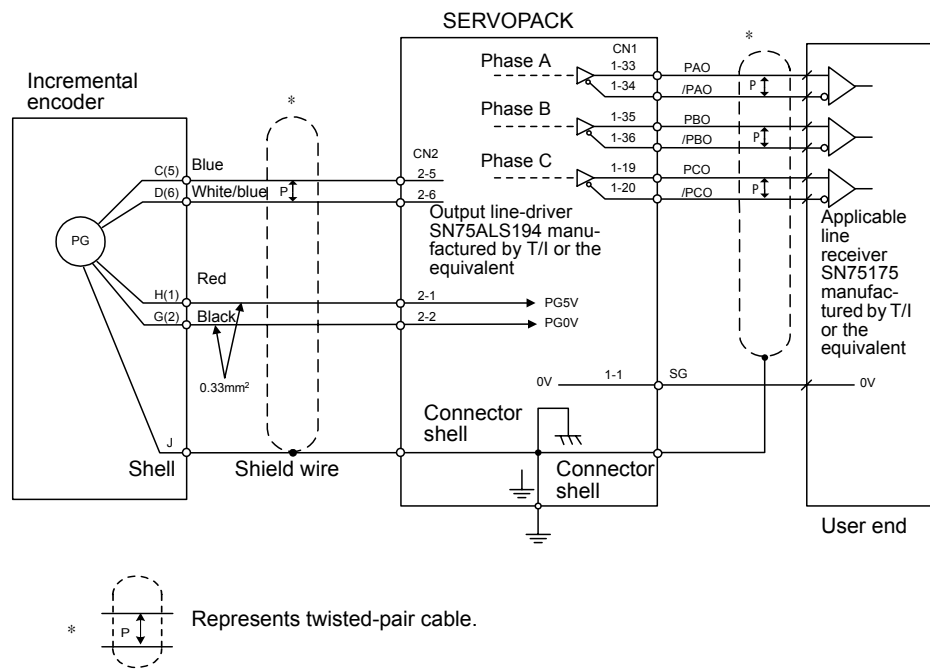 SERVOPACK
Incremental
encoder
*
*
CN1
Phase A
1-33
PAO
1-34
/PAO
P
Phase B
1-35
PBO
1-36
/PBO
P
Phase C
1-19
PCO
1-20
/PCO
P
CN2
C(5)
Blue
2-5
D(6)
White/blue
P
2-6
PG
Output line-driver
SN75ALS194 manu-
factured by T/I or the
equivalent
Applicable
line
receiver
SN75175
manufac-
tured by T/I
or the
equivalent
Red
H(1)
2-1
PG5V
G(2)
Black
2-2
PG0V
0.33mm²
0V
1-1
SG
0V
Connector
shell
J
Shell
Shield wire
Connector
shell
User end
*
P
Represents twisted-pair cable.